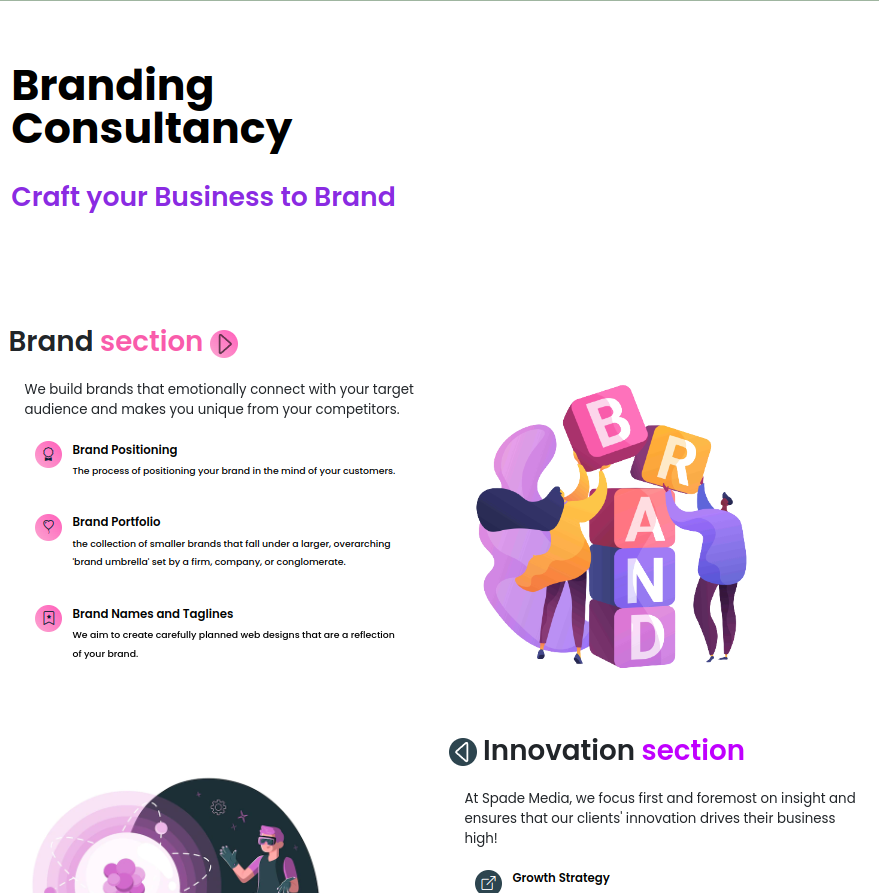 Branding
Consultancy
Craft your Business to Brand
Brand section
We build brands that emotionally connect with your target
audience and makes you unique from your competitors.
Brand Positioning
The process of positioning your brand in the mind of your customers.
Brand Portfolio
the collection of smaller brands that fall under a larger, overarching
'brand umbrella' set by a firm, company, or conglomerate.
Brand Names and Taglines
We aim to create carefully planned web designs that are a reflection
of your brand.
B
R
A
N
D
Innovation section
At Spade Media, we focus first and foremost on insight and
ensures that our clients' innovation drives their business
high!
Growth Strategy